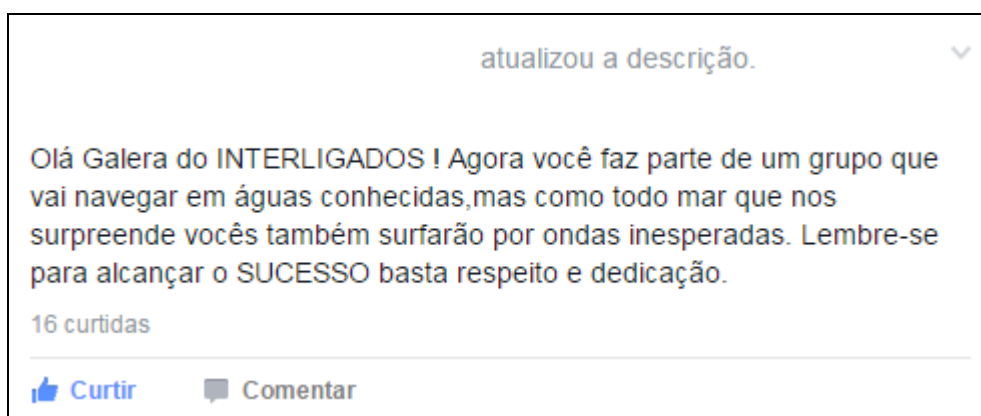 atualizou a descrição.
Olá Galera do INTERLIGADOS ! Agora você faz parte de um grupo que
vai navegar em águas conhecidas,mas como todo mar que nos
surpreende vocês também surfarão por ondas inesperadas. Lembre-se
para alcançar o SUCESSO basta respeito e dedicação.
16 curtidas
Curtir Comentar